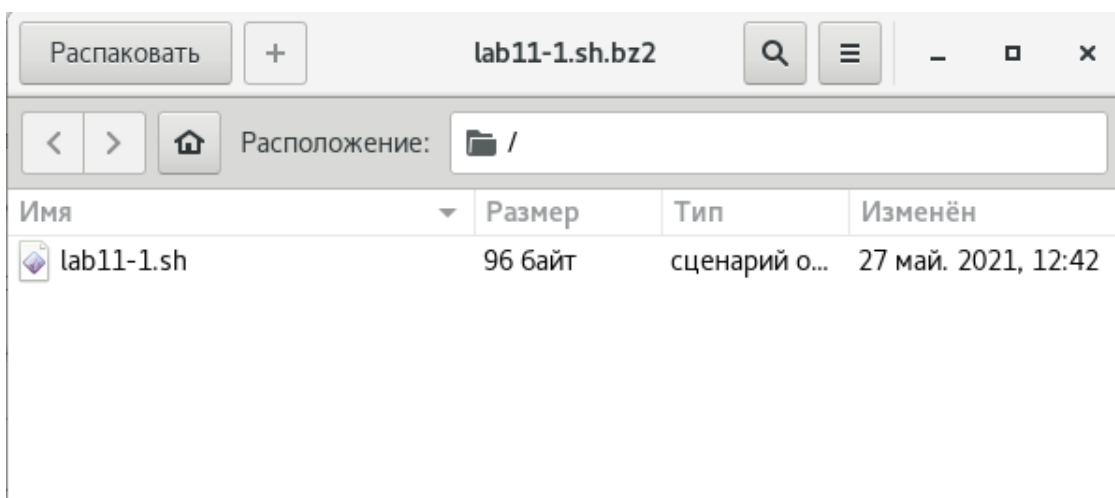 Распаковать + lab11-1.sh.bz2
Расположение: /
Имя Размер Тип Изменён
lab11-1.sh 96 байт сценарий о... 27 май. 2021, 12:42